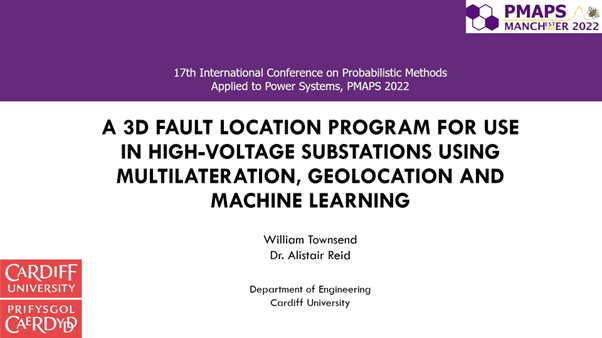 PMAPS
MANCHESTER 2022
17th International Conference on Probabilistic Methods
Applied to Power Systems, PMAPS 2022
A 3D FAULT LOCATION PROGRAM FOR USE
IN HIGH-VOLTAGE SUBSTATIONS USING
MULTILATERATION, GEOLOCATION AND
MACHINE LEARNING
William Townsend
Dr. Alistair Reid
Department of Engineering
Cardiff University
CARDIFF
UNIVERSITY
PRIFYSGOL
CAERDYDD